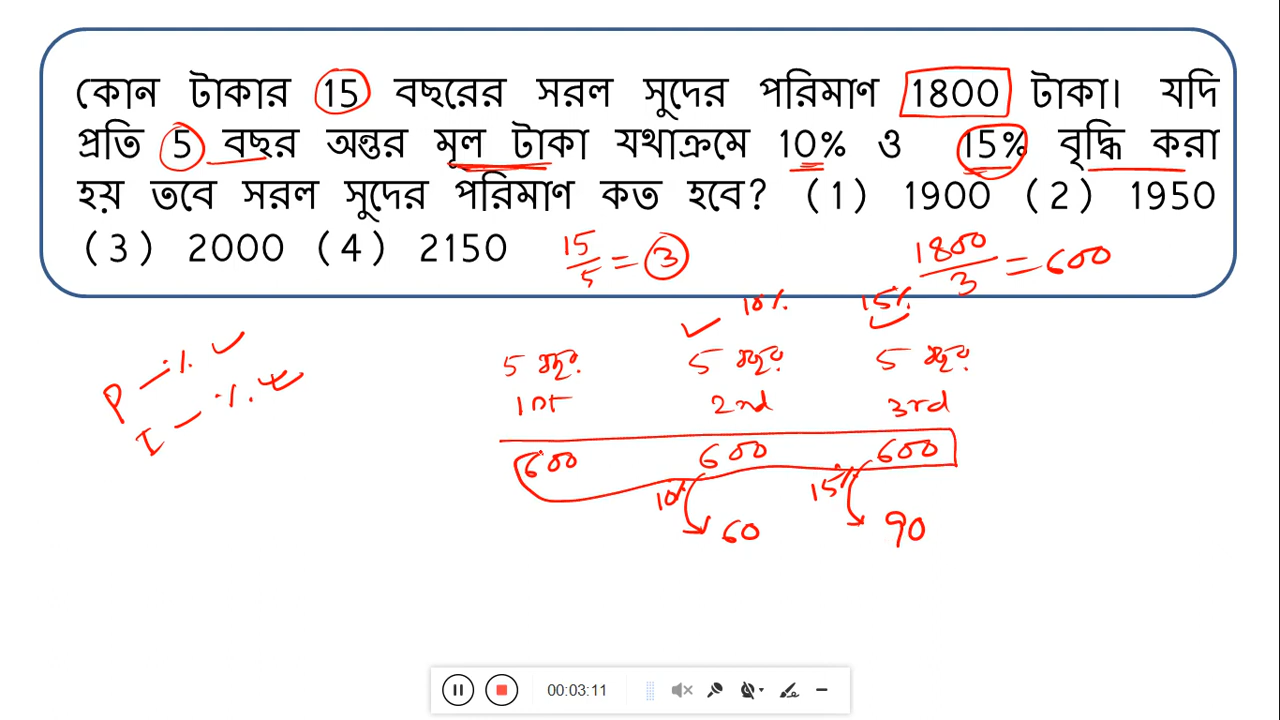 কোন টাকার 15 বছরের সরল সুদের পরিমাণ 1800 টাকা। যদি
প্রতি 5 বছর অন্তর মূল টাকা যথাক্রমে 10% ও 15% বৃদ্ধি করা
হয় তবে সরল সুদের পরিমাণ কত হবে? (1) 1900 (2) 1950
(3) 2000 (4) 2150
15/5 = 3
1800/3 = 600
10% 15%
P - %
I - %
5 বছর 5 বছর 5 বছর
1st 2nd 3rd
600 600 600
10% 15%
60 90
00:03:11